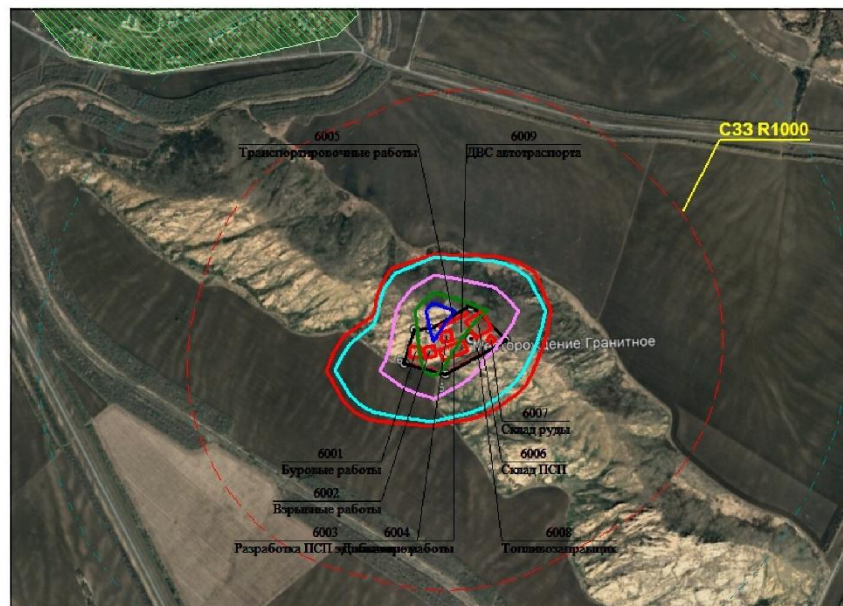 6005
Транспортировочные работы
6009
ДВС автотраспорта
С33 R1000
Месторождение Гранитное
6007
Склад руды
6001
Буровые работы
6006
Склад ПСП
6002
Взрывные работы
6003
6004
6008
Разработка ПСП
работы
Топливозаправщик